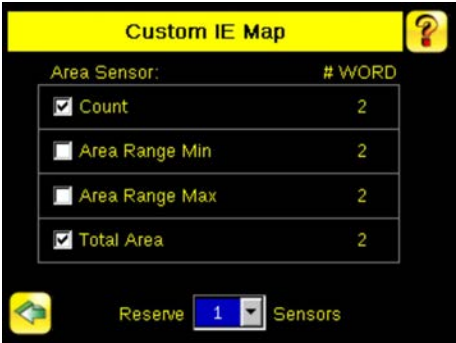 Custom IE Map
?
Area Sensor: # WORD
Count 2
Area Range Min 2
Area Range Max 2
Total Area 2
Reserve 1 Sensors